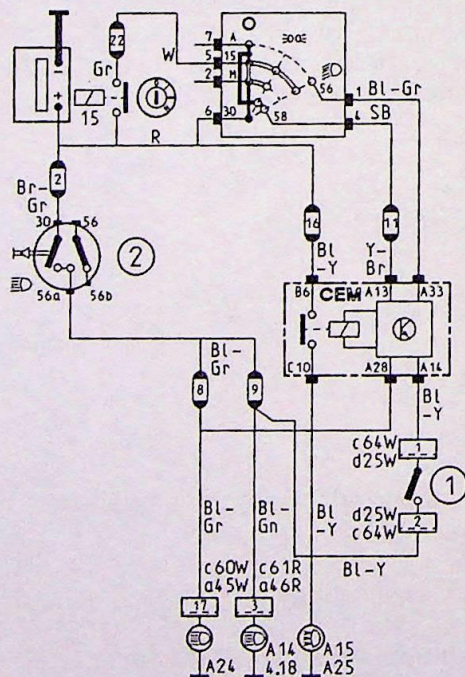 7 A
22
W
5 15
Gr
2 M
56
1 Bl-Gr
15
6 30
58
4 SB
R
2
Br-
Gr
16
11
30 56
2
Bl
-Y
Y-
Br
B6 CEM A13 A33
56a 56b
K
C10 A28 A14
Bl-
Gr
8
9
Bl
-Y
c64W
d25W
1
1
Bl-
Gr
Bl-
Gn
Bl
-Y
d25W
c64W
2
Bl-Y
c60W
a45W
c61R
a46R
17
3
A24
A14
4.18
A15
A25